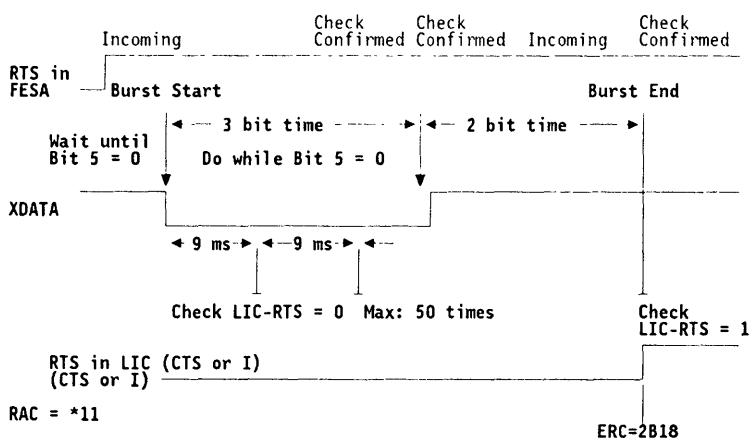 Check Check Check
Incoming Confirmed Confirmed Incoming Confirmed
RTS in
FESA
Burst Start Burst End
3 bit time 2 bit time
Wait until
Bit 5 = 0
Do while Bit 5 = 0
XDATA
9 ms 9 ms
Check LIC-RTS = 0 Max: 50 times
Check
LIC-RTS = 1
RTS in LIC (CTS or I)
(CTS or I)
RAC = *11
ERC=2B18